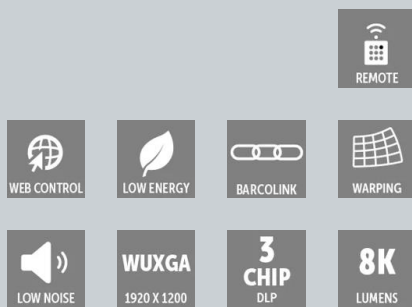 REMOTE
WEB CONTROL
LOW ENERGY
BARCOLINK
WARPING
LOW NOISE
WUXGA
1920 X 1200
3
CHIP
DLP
8K
LUMENS